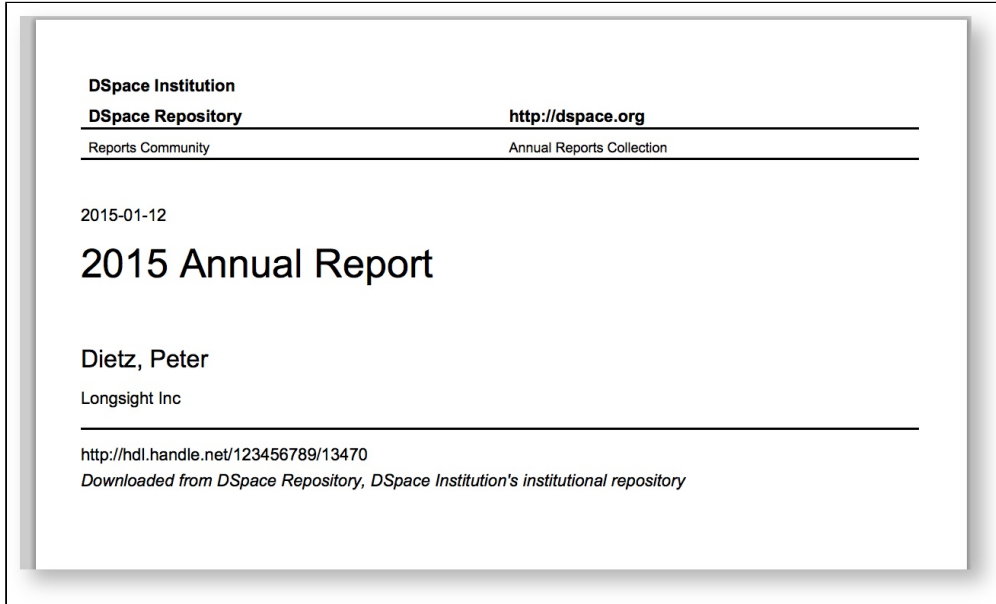 DSpace Institution
DSpace Repository http://dspace.org
Reports Community Annual Reports Collection
2015-01-12
2015 Annual Report
Dietz, Peter
Longsight Inc
http://hdl.handle.net/123456789/13470
Downloaded from DSpace Repository, DSpace Institution's institutional repository